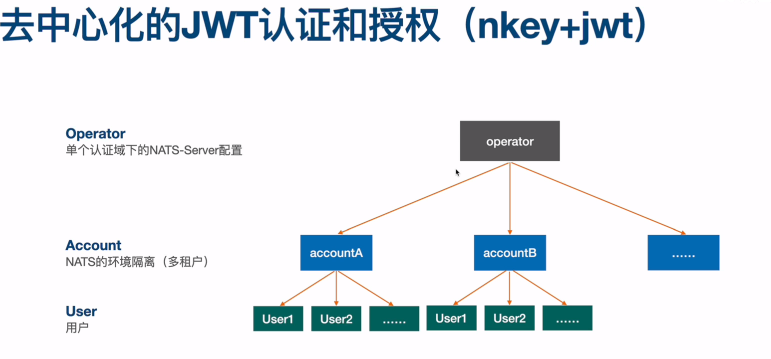 去中心化的JWT认证和授权（nkey+jwt）
Operator
单个认证域下的NATS-Server配置
operator
Account
NATS的环境隔离（多租户）
accountA
accountB
......
User
用户
User1
User2
......
User1
User2
......